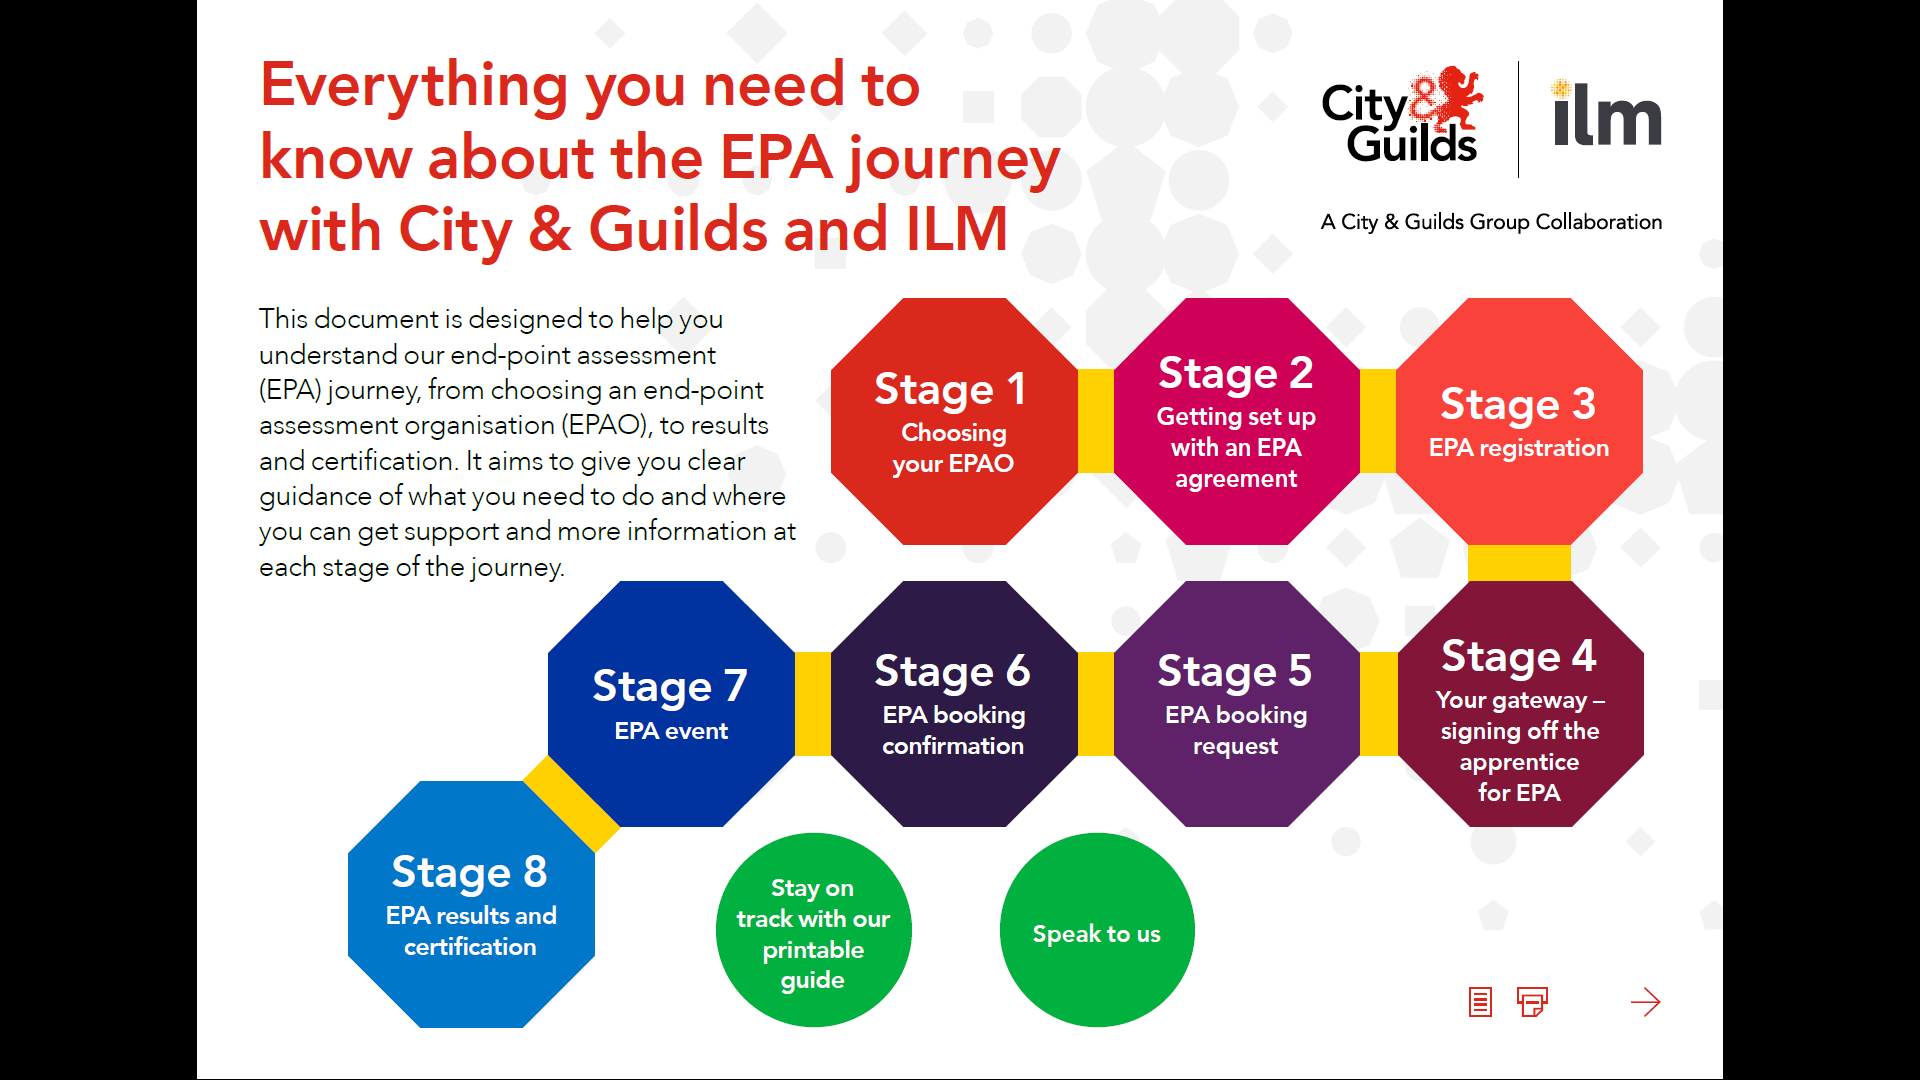 Everything you need to
know about the EPA journey
with City & Guilds and ILM
City &
Guilds
ilm
A City & Guilds Group Collaboration
This document is designed to help you
understand our end-point assessment
(EPA) journey, from choosing an end-point
assessment organisation (EPAO), to results
and certification. It aims to give you clear
guidance of what you need to do and where
you can get support and more information at
each stage of the journey.
Stage 1
Choosing
your EPAO
Stage 2
Getting set up
with an EPA
agreement
Stage 3
EPA registration
Stage 4
Your gateway –
signing off the
apprentice
for EPA
Stage 5
EPA booking
request
Stage 6
EPA booking
confirmation
Stage 7
EPA event
Stage 8
EPA results and
certification
Stay on
track with our
printable
guide
Speak to us